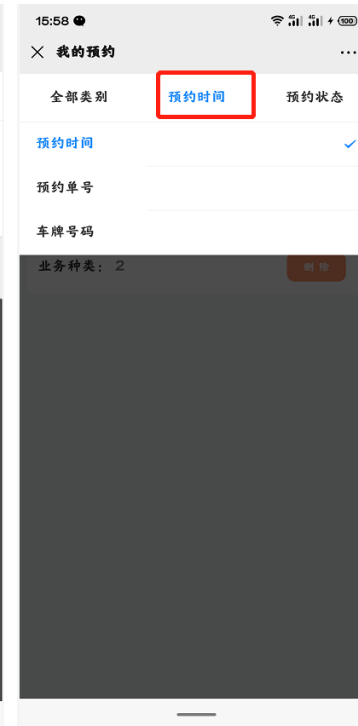 15:58
我的预约
全部类别 预约时间 预约状态
预约时间
预约单号
车牌号码
业务种类: 2 删除